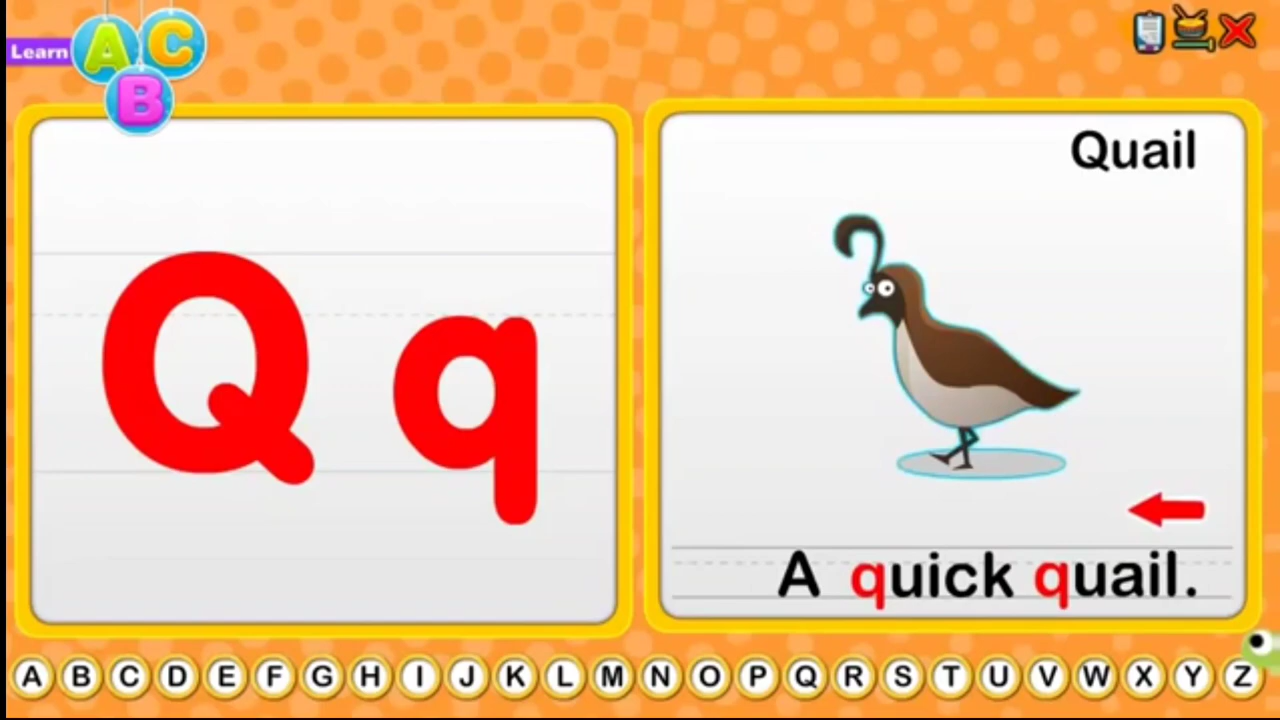 Learn
A C
B
Quail
Q q
A quick quail.
A B C D E F G H I J K L M N O P Q R S T U V W X Y Z